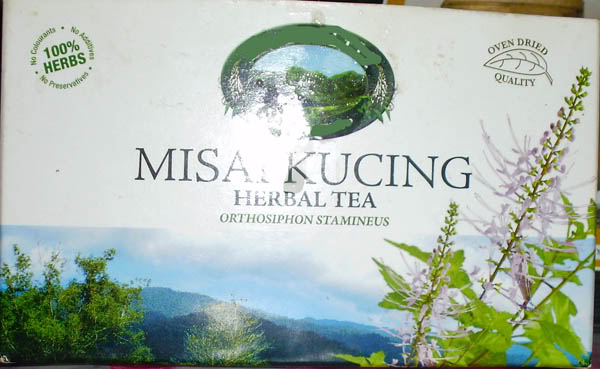 No Colourants • No Additives
100%
HERBS
• No Preservatives •
OVEN DRIED
QUALITY
MISAI KUCING
HERBAL TEA
ORTHOSIPHON STAMINEUS